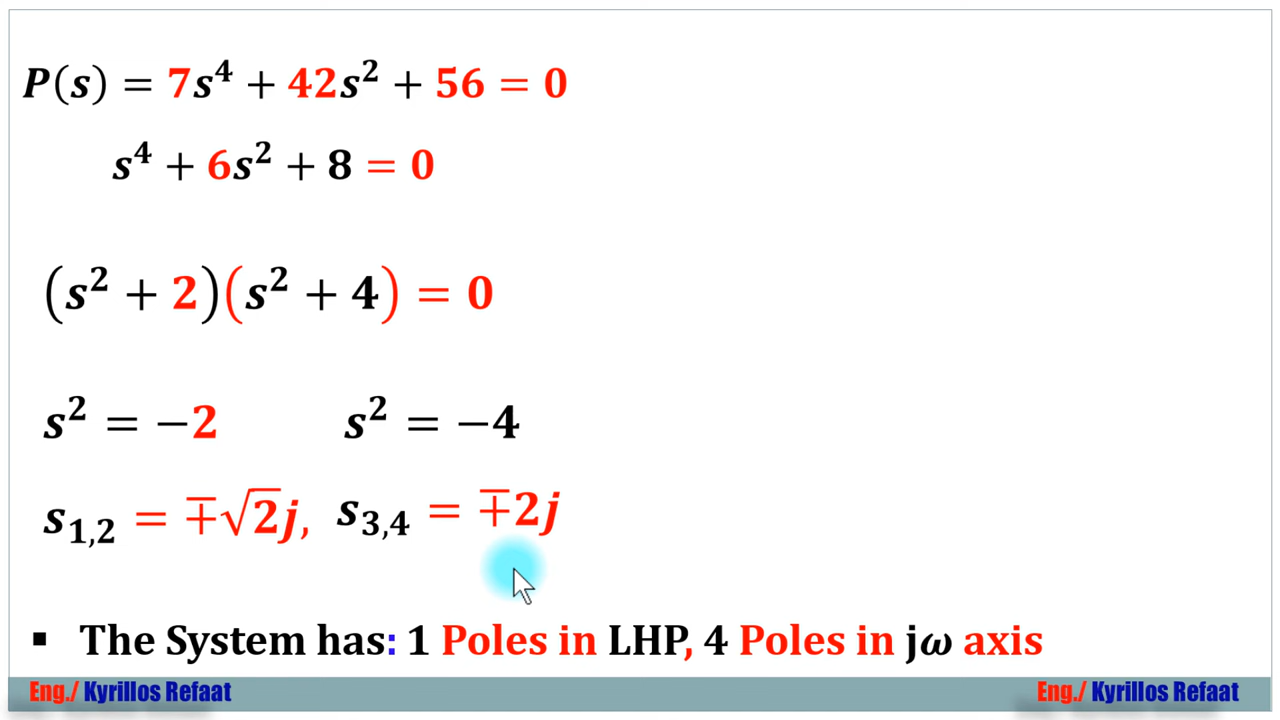 P(s) = 7s⁴ + 42s² + 56 = 0
s⁴ + 6s² + 8 = 0
(s² + 2)(s² + 4) = 0
s² = −2 s² = −4
s₁,₂ = ∓√2j, s₃,₄ = ∓2j
▪ The System has: 1 Poles in LHP, 4 Poles in jω axis
Eng./ Kyrillos Refaat Eng./ Kyrillos Refaat